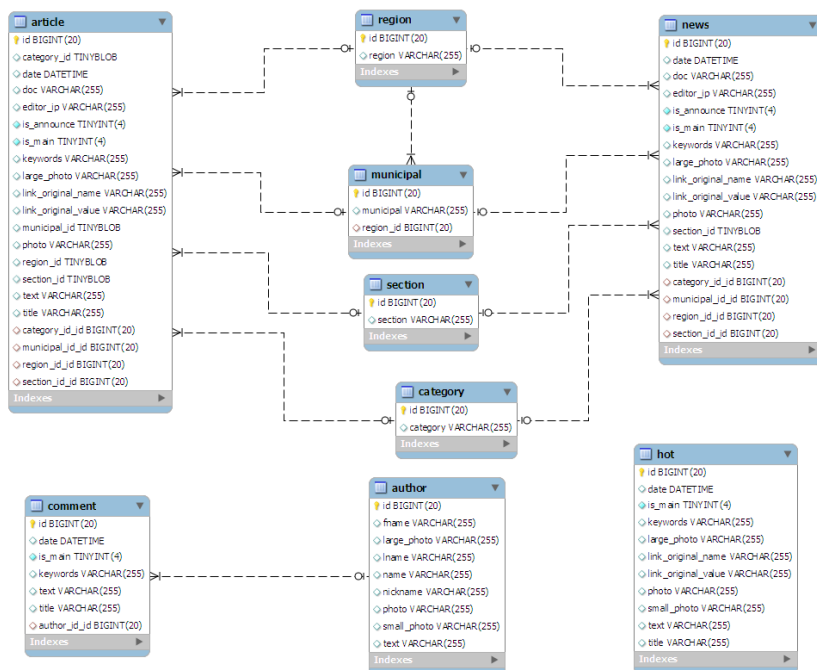 article
id BIGINT(20)
category_id TINYBLOB
date DATETIME
doc VARCHAR(255)
editor_ip VARCHAR(255)
is_announce TINYINT(4)
is_main TINYINT(4)
keywords VARCHAR(255)
large_photo VARCHAR(255)
link_original_name VARCHAR(255)
link_original_value VARCHAR(255)
municipal_id TINYBLOB
photo VARCHAR(255)
region_id TINYBLOB
section_id TINYBLOB
text VARCHAR(255)
title VARCHAR(255)
category_id_id BIGINT(20)
municipal_id_id BIGINT(20)
region_id_id BIGINT(20)
section_id_id BIGINT(20)
Indexes
region
id BIGINT(20)
region VARCHAR(255)
Indexes
municipal
id BIGINT(20)
municipal VARCHAR(255)
region_id BIGINT(20)
Indexes
section
id BIGINT(20)
section VARCHAR(255)
Indexes
category
id BIGINT(20)
category VARCHAR(255)
Indexes
news
id BIGINT(20)
date DATETIME
doc VARCHAR(255)
editor_ip VARCHAR(255)
is_announce TINYINT(4)
is_main TINYINT(4)
keywords VARCHAR(255)
large_photo VARCHAR(255)
link_original_name VARCHAR(255)
link_original_value VARCHAR(255)
photo VARCHAR(255)
section_id TINYBLOB
text VARCHAR(255)
title VARCHAR(255)
category_id_id BIGINT(20)
municipal_id_id BIGINT(20)
region_id_id BIGINT(20)
section_id_id BIGINT(20)
Indexes
comment
id BIGINT(20)
date DATETIME
is_main TINYINT(4)
keywords VARCHAR(255)
text VARCHAR(255)
title VARCHAR(255)
author_id_id BIGINT(20)
Indexes
author
id BIGINT(20)
fname VARCHAR(255)
large_photo VARCHAR(255)
lname VARCHAR(255)
name VARCHAR(255)
nickname VARCHAR(255)
photo VARCHAR(255)
small_photo VARCHAR(255)
text VARCHAR(255)
Indexes
hot
id BIGINT(20)
date DATETIME
is_main TINYINT(4)
keywords VARCHAR(255)
large_photo VARCHAR(255)
link_original_name VARCHAR(255)
link_original_value VARCHAR(255)
photo VARCHAR(255)
small_photo VARCHAR(255)
text VARCHAR(255)
title VARCHAR(255)
Indexes